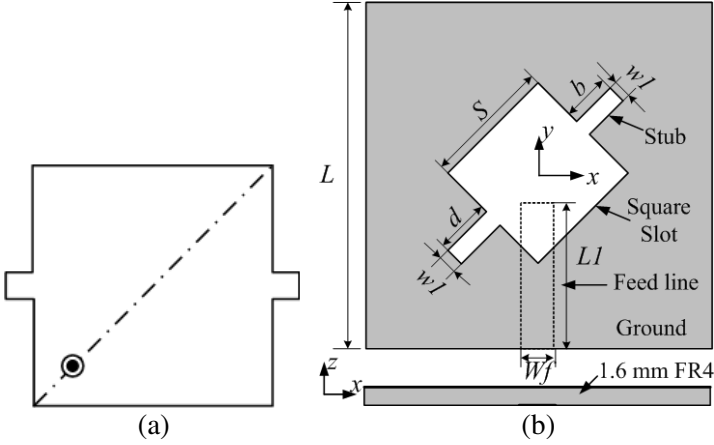 w1
b
S
y
Stub
x
L
Square
Slot
d
L1
w1
Feed line
Ground
z
Wf
1.6 mm FR4
x
(a)
(b)